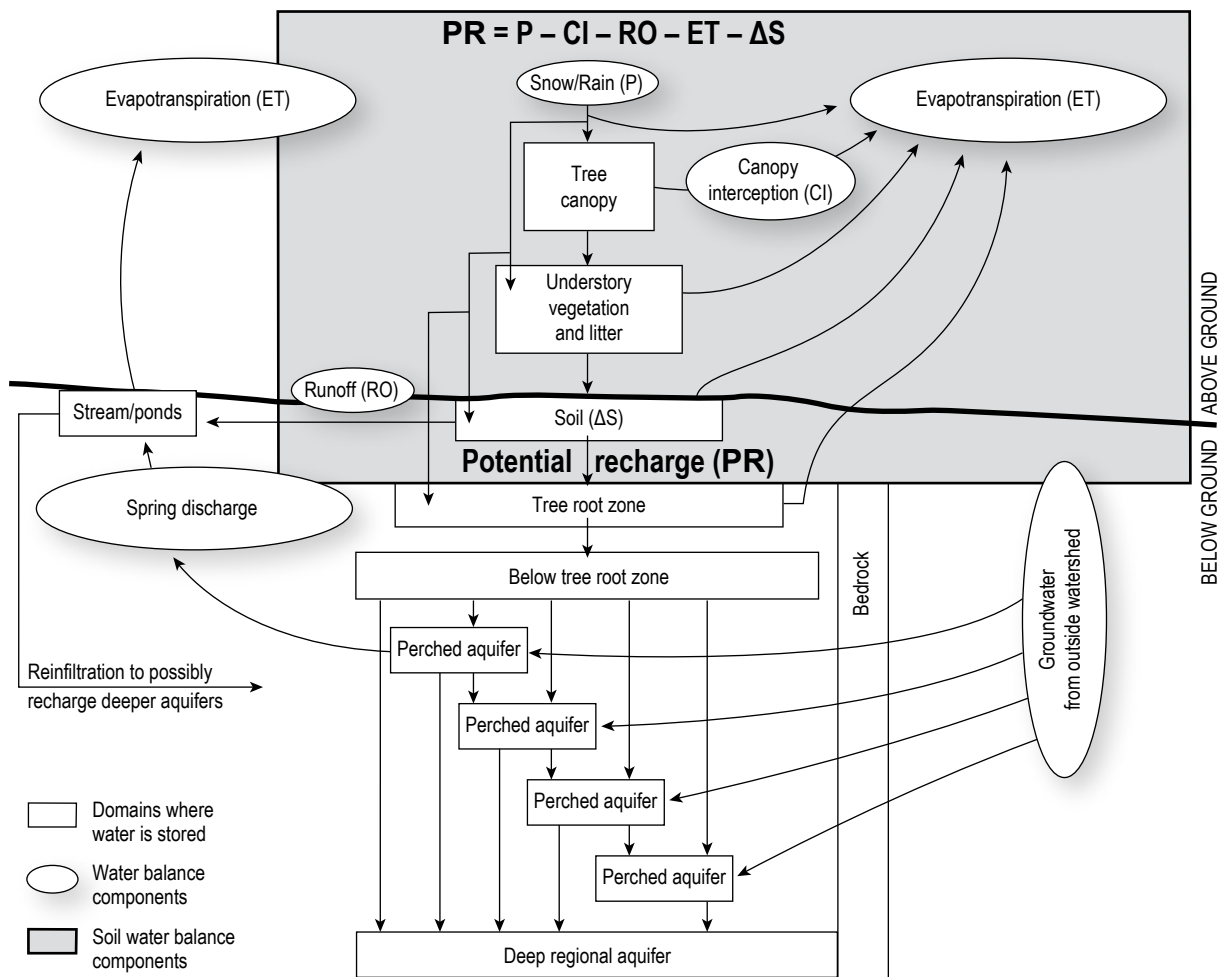 PR = P – CI – RO – ET – ΔS
Snow/Rain (P)
Evapotranspiration (ET)
Evapotranspiration (ET)
Tree
canopy
Canopy
interception (CI)
Understory
vegetation
and litter
ABOVE GROUND
Runoff (RO)
Stream/ponds
Soil (ΔS)
Potential recharge (PR)
BELOW GROUND
Spring discharge
Tree root zone
Below tree root zone
Bedrock
Groundwater
from outside watershed
Perched aquifer
Reinfiltration to possibly
recharge deeper aquifers
Perched aquifer
Perched aquifer
Perched aquifer
Deep regional aquifer
Domains where
water is stored
Water balance
components
Soil water balance
components